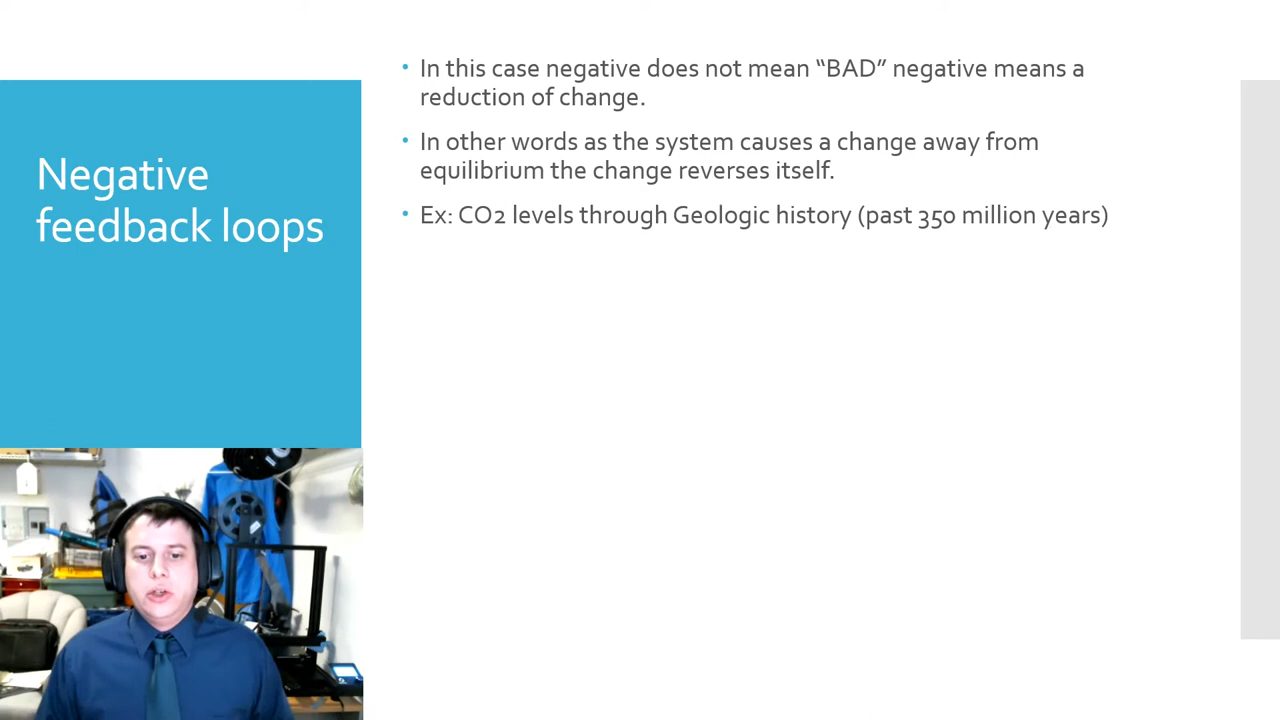 Negative
feedback loops
• In this case negative does not mean “BAD” negative means a
reduction of change.
• In other words as the system causes a change away from
equilibrium the change reverses itself.
• Ex: CO2 levels through Geologic history (past 350 million years)